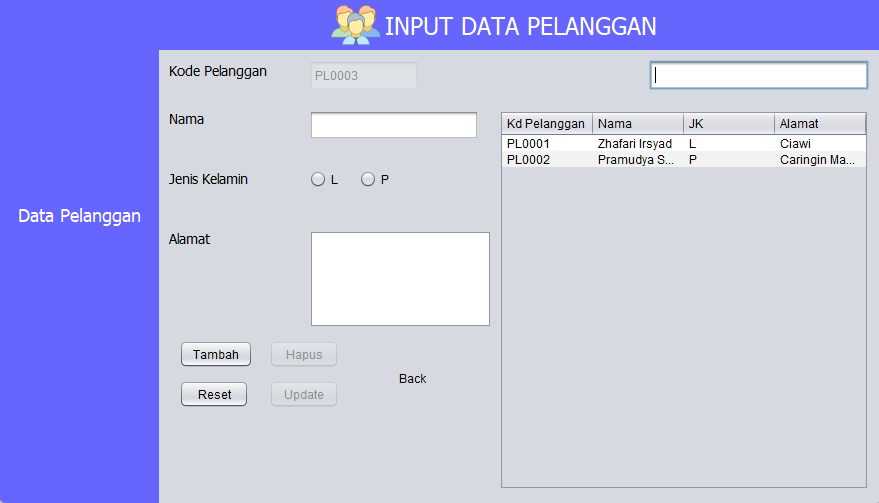 INPUT DATA PELANGGAN
Data Pelanggan
Kode Pelanggan PL0003
Nama
Jenis Kelamin L P
Alamat
Tambah Hapus
Reset Update
Back
Kd Pelanggan Nama JK Alamat
PL0001 Zhafari Irsyad L Ciawi
PL0002 Pramudya S... P Caringin Ma...